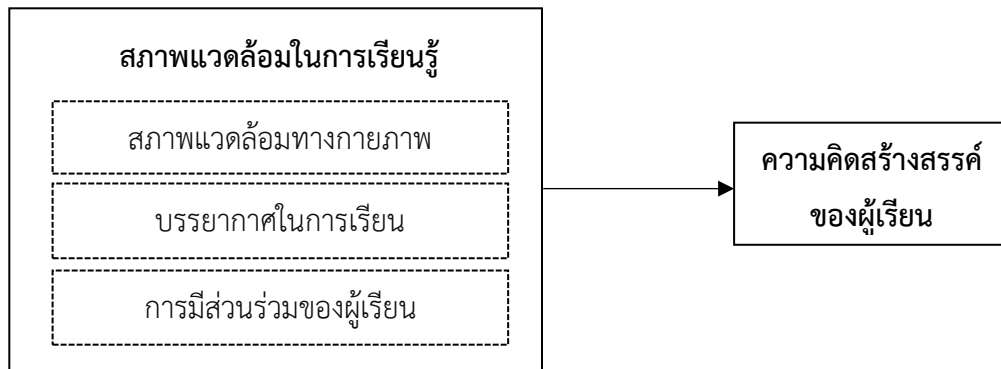 สภาพแวดล้อมในการเรียนรู้
สภาพแวดล้อมทางกายภาพ
บรรยากาศในการเรียน
การมีส่วนร่วมของผู้เรียน
ความคิดสร้างสรรค์
ของผู้เรียน